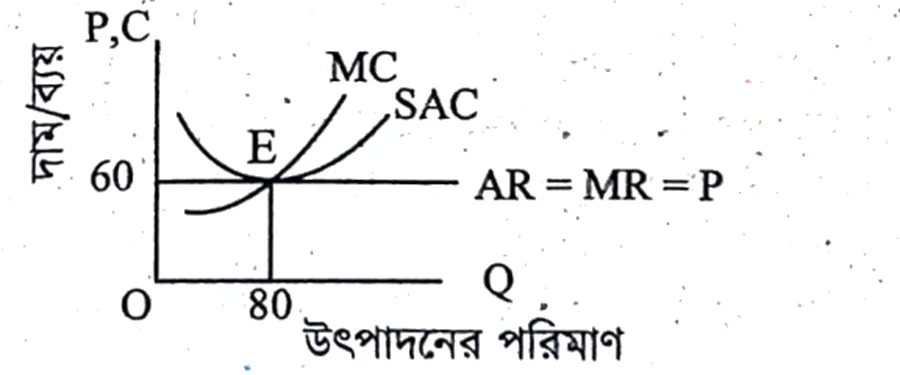 P,C
দাম/ব্যয়
MC
SAC
E
60
AR = MR = P
O
80
Q
উৎপাদনের পরিমাণ